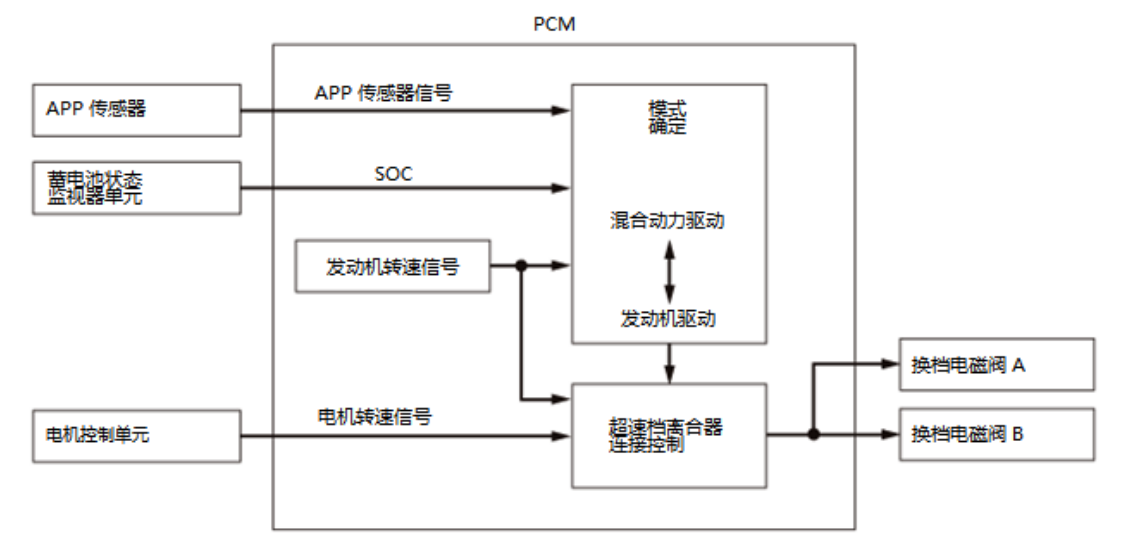 PCM
APP 传感器
APP 传感器信号
模式
确定
蓄电池状态
监视器单元
SOC
混合动力驱动
发动机转速信号
发动机驱动
换档电磁阀 A
电机控制单元
电机转速信号
超速档离合器
连接控制
换档电磁阀 B